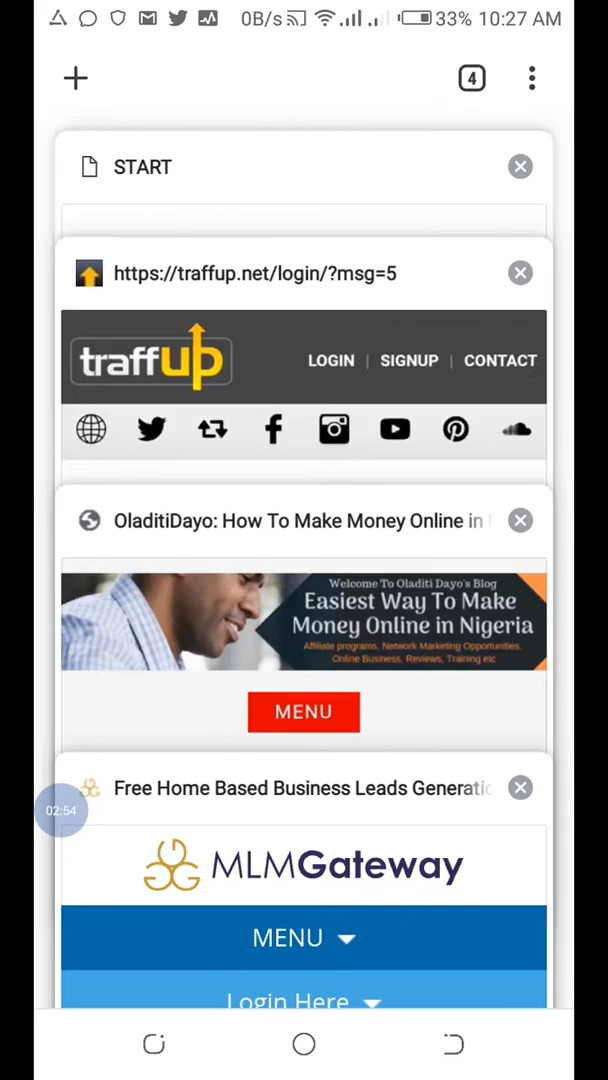 0B/s 33% 10:27 AM
4
START
https://traffup.net/login/?msg=5
traffup LOGIN | SIGNUP | CONTACT
OladitiDayo: How To Make Money Online in
Welcome To Oladiti Dayo's Blog
Easiest Way To Make
Money Online in Nigeria
Affiliate programs, Network Marketing Opportunities,
Online Business, Reviews, Training etc
MENU
Free Home Based Business Leads Generatio
02:54
MLMGateway
MENU
Login Here